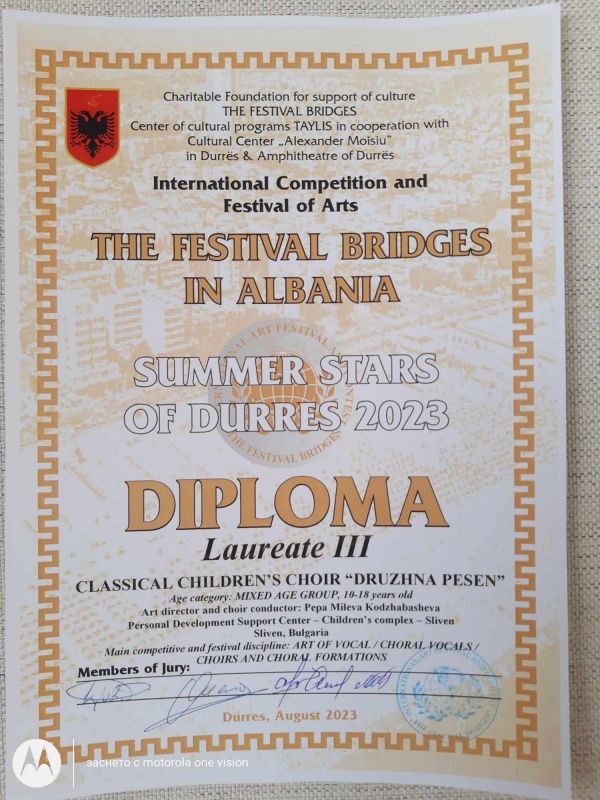 Charitable Foundation for support of culture
THE FESTIVAL BRIDGES
Center of cultural programs TAYLIS in cooperation with
Cultural Center „Alexander Moisiu”
in Durrës & Amphitheatre of Durrës
International Competition and
Festival of Arts
THE FESTIVAL BRIDGES
IN ALBANIA
SUMMER STARS
OF DURRES 2023
DIPLOMA
Laureate III
CLASSICAL CHILDREN'S CHOIR “DRUZHNA PESEN”
Age category: MIXED AGE GROUP, 10-18 years old
Art director and choir conductor: Pepa Mileva Kodzhabasheva
Personal Development Support Center – Children's complex – Sliven
Sliven, Bulgaria
Main competitive and festival discipline: ART OF VOCAL / CHORAL VOCALS /
CHOIRS AND CHORAL FORMATIONS
Members of Jury:
Dürres, August 2023
заснето с motorola one vision